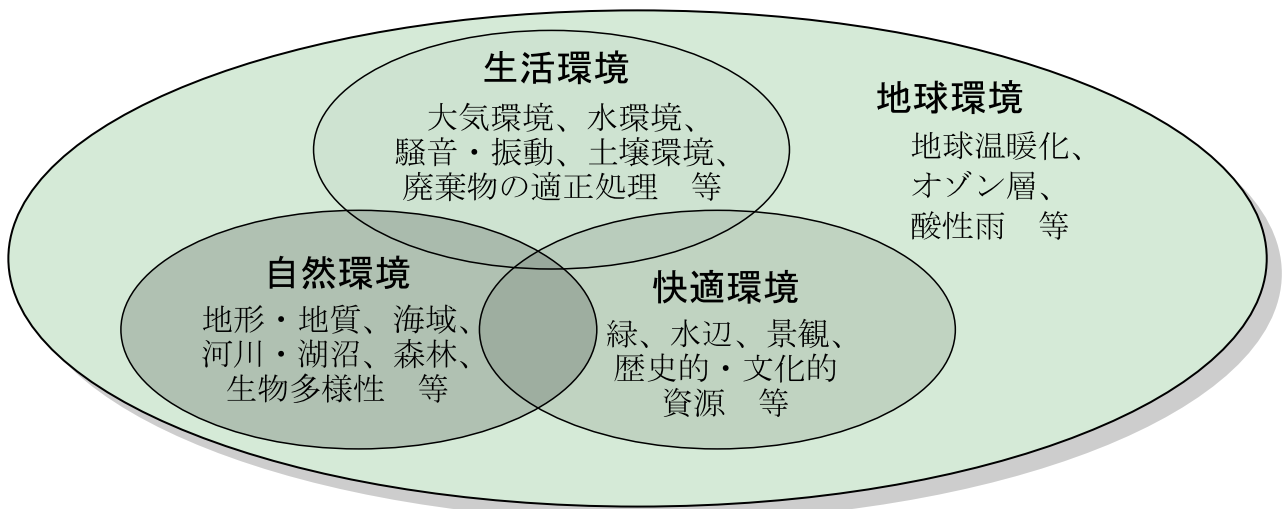 生活環境
大気環境、水環境、
騒音・振動、土壌環境、
廃棄物の適正処理　等
地球環境
地球温暖化、
オゾン層、
酸性雨　等
自然環境
地形・地質、海域、
河川・湖沼、森林、
生物多様性　等
快適環境
緑、水辺、景観、
歴史的・文化的
資源　等